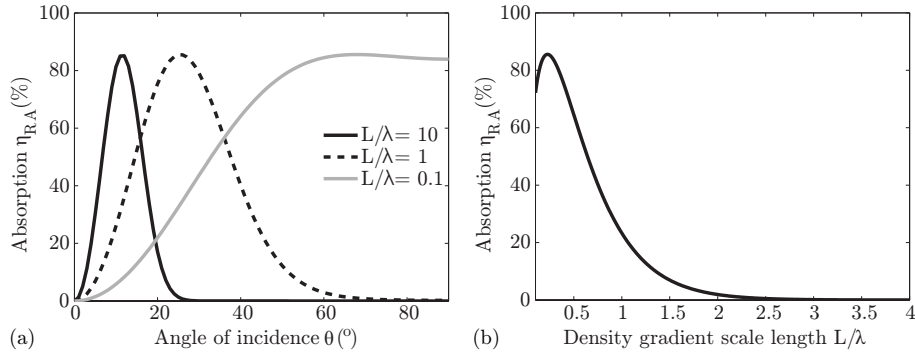 100
80
60
40
20
0
Absorption η_RA (%)
L/λ= 10
L/λ= 1
L/λ= 0.1
0 20 40 60 80
(a) Angle of incidence θ (°)
100
80
60
40
20
0
Absorption η_RA (%)
0.5 1 1.5 2 2.5 3 3.5 4
(b) Density gradient scale length L/λ